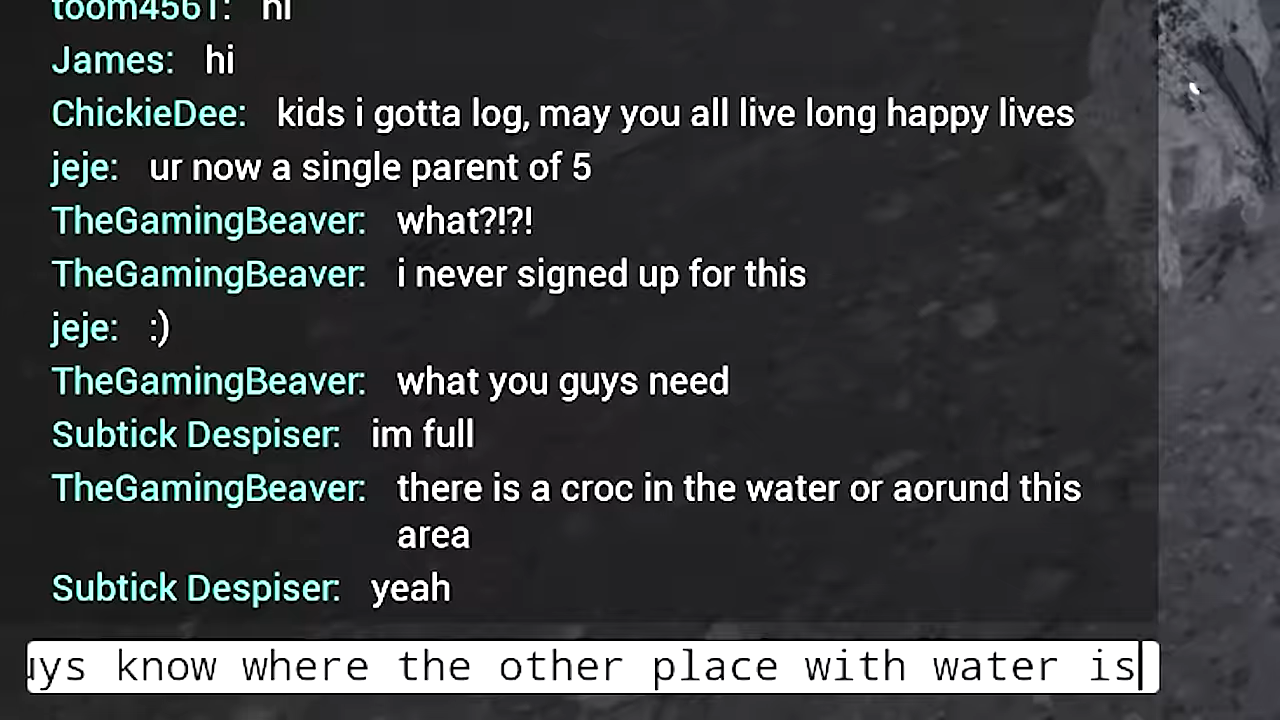 toom4561: hi
James: hi
ChickieDee: kids i gotta log, may you all live long happy lives
jeje: ur now a single parent of 5
TheGamingBeaver: what?!?!
TheGamingBeaver: i never signed up for this
jeje: :)
TheGamingBeaver: what you guys need
Subtick Despiser: im full
TheGamingBeaver: there is a croc in the water or aorund this
area
Subtick Despiser: yeah
uys know where the other place with water is